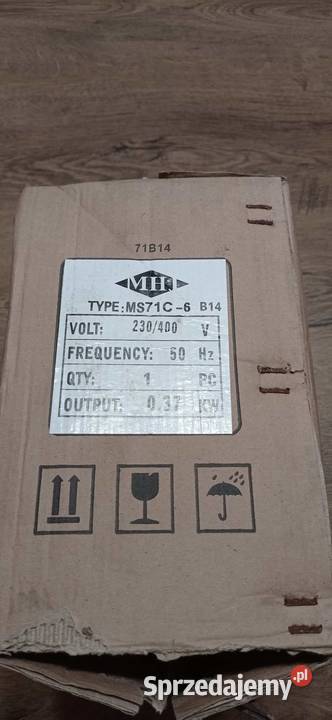 71B14
MH
TYPE:MS71C-6 B14
VOLT: 230/400 V
FREQUENCY: 50 Hz
QTY: 1 PC
OUTPUT: 0.37 KW
Sprzedajemy.pl